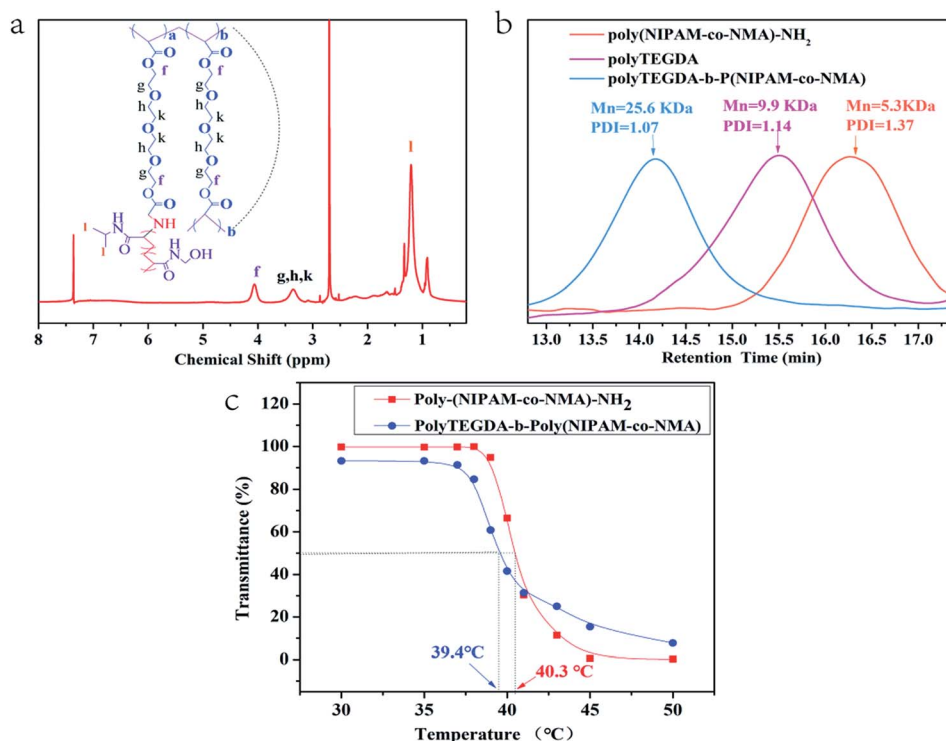 a
a
b
O
O
O
f
O
g
h
O
k
h
O
k
g
O
f
O
O
O
O
f
O
g
h
O
k
h
O
k
g
O
f
O
O
b
NH
H
N
l
l
O
O
H
N
OH
f
g,h,k
l
8 7 6 5 4 3 2 1
Chemical Shift (ppm)
b
poly(NIPAM-co-NMA)-NH2
polyTEGDA
polyTEGDA-b-P(NIPAM-co-NMA)
Mn=25.6 KDa
PDI=1.07
Mn=9.9 KDa
PDI=1.14
Mn=5.3KDa
PDI=1.37
13.0 13.5 14.0 14.5 15.0 15.5 16.0 16.5 17.0
Retention Time (min)
c
Poly-(NIPAM-co-NMA)-NH2
PolyTEGDA-b-Poly(NIPAM-co-NMA)
120
100
80
60
40
20
0
Transmittance (%)
39.4℃
40.3 ℃
30 35 40 45 50
Temperature （℃）